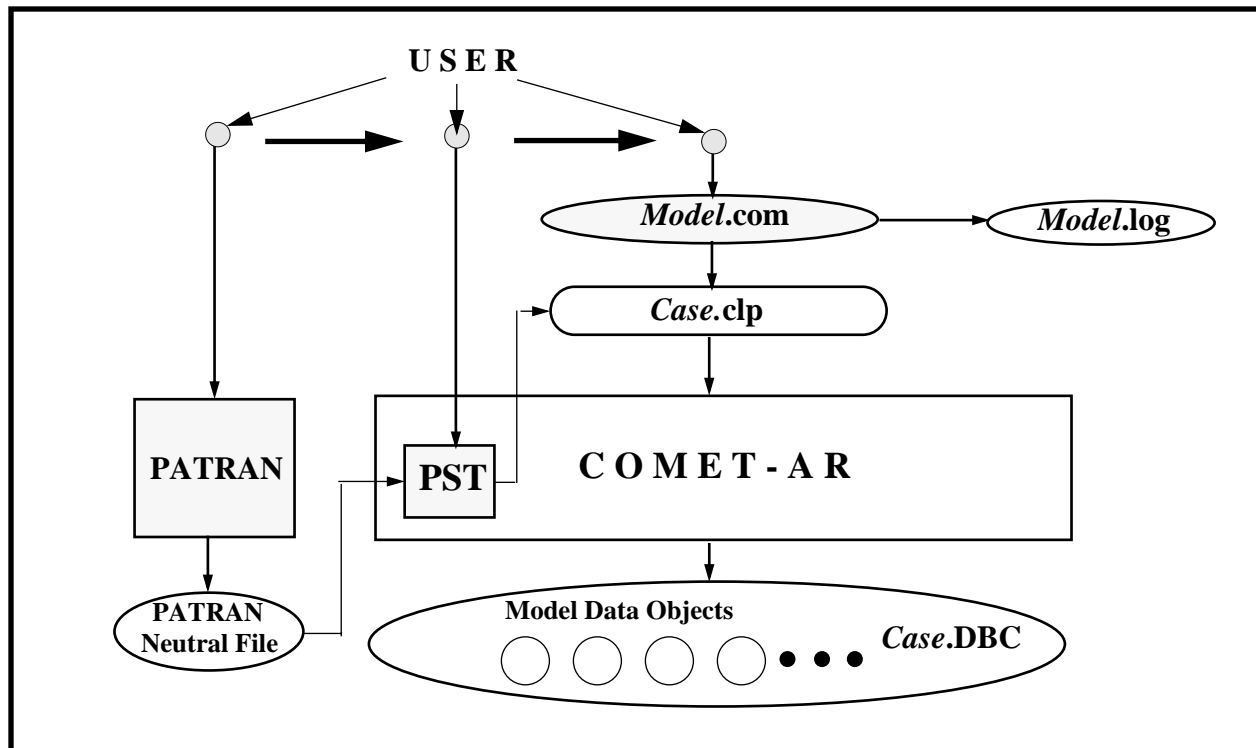 U S E R
Model.com
Model.log
Case.clp
PATRAN
PST
C O M E T - A R
PATRAN
Neutral File
Model Data Objects
Case.DBC